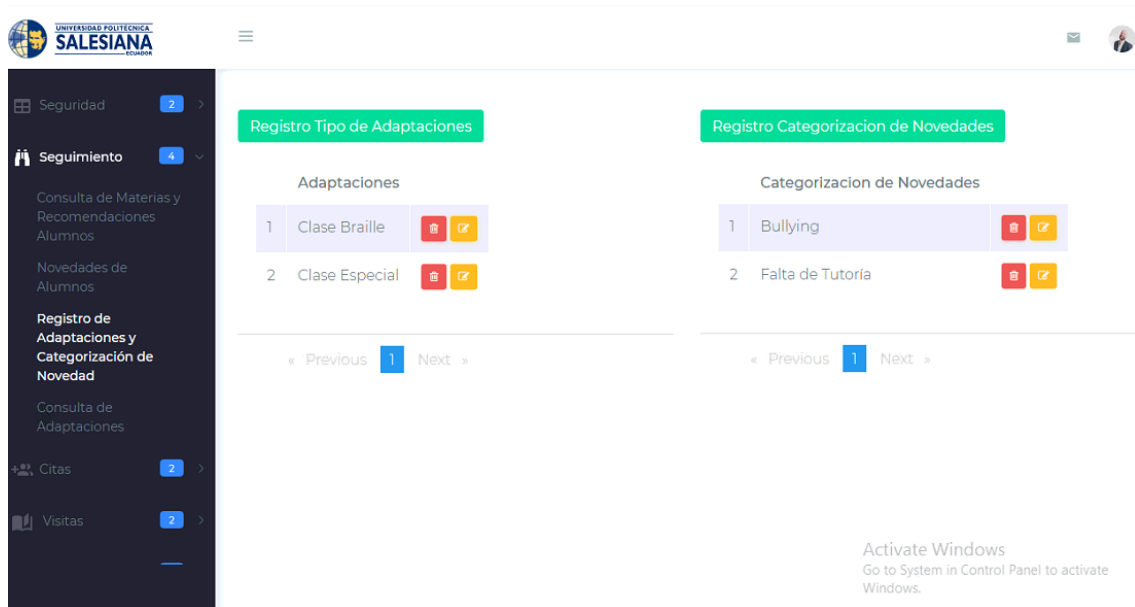 UNIVERSIDAD POLITÉCNICA
SALESIANA
ECUADOR
Seguridad 2
Seguimiento 4
Consulta de Materias y
Recomendaciones
Alumnos
Novedades de
Alumnos
Registro de
Adaptaciones y
Categorización de
Novedad
Consulta de
Adaptaciones
Citas 2
Visitas 2
Registro Tipo de Adaptaciones
Adaptaciones
1 Clase Braille
2 Clase Especial
« Previous 1 Next »
Registro Categorizacion de Novedades
Categorizacion de Novedades
1 Bullying
2 Falta de Tutoría
« Previous 1 Next »
Activate Windows
Go to System in Control Panel to activate
Windows.